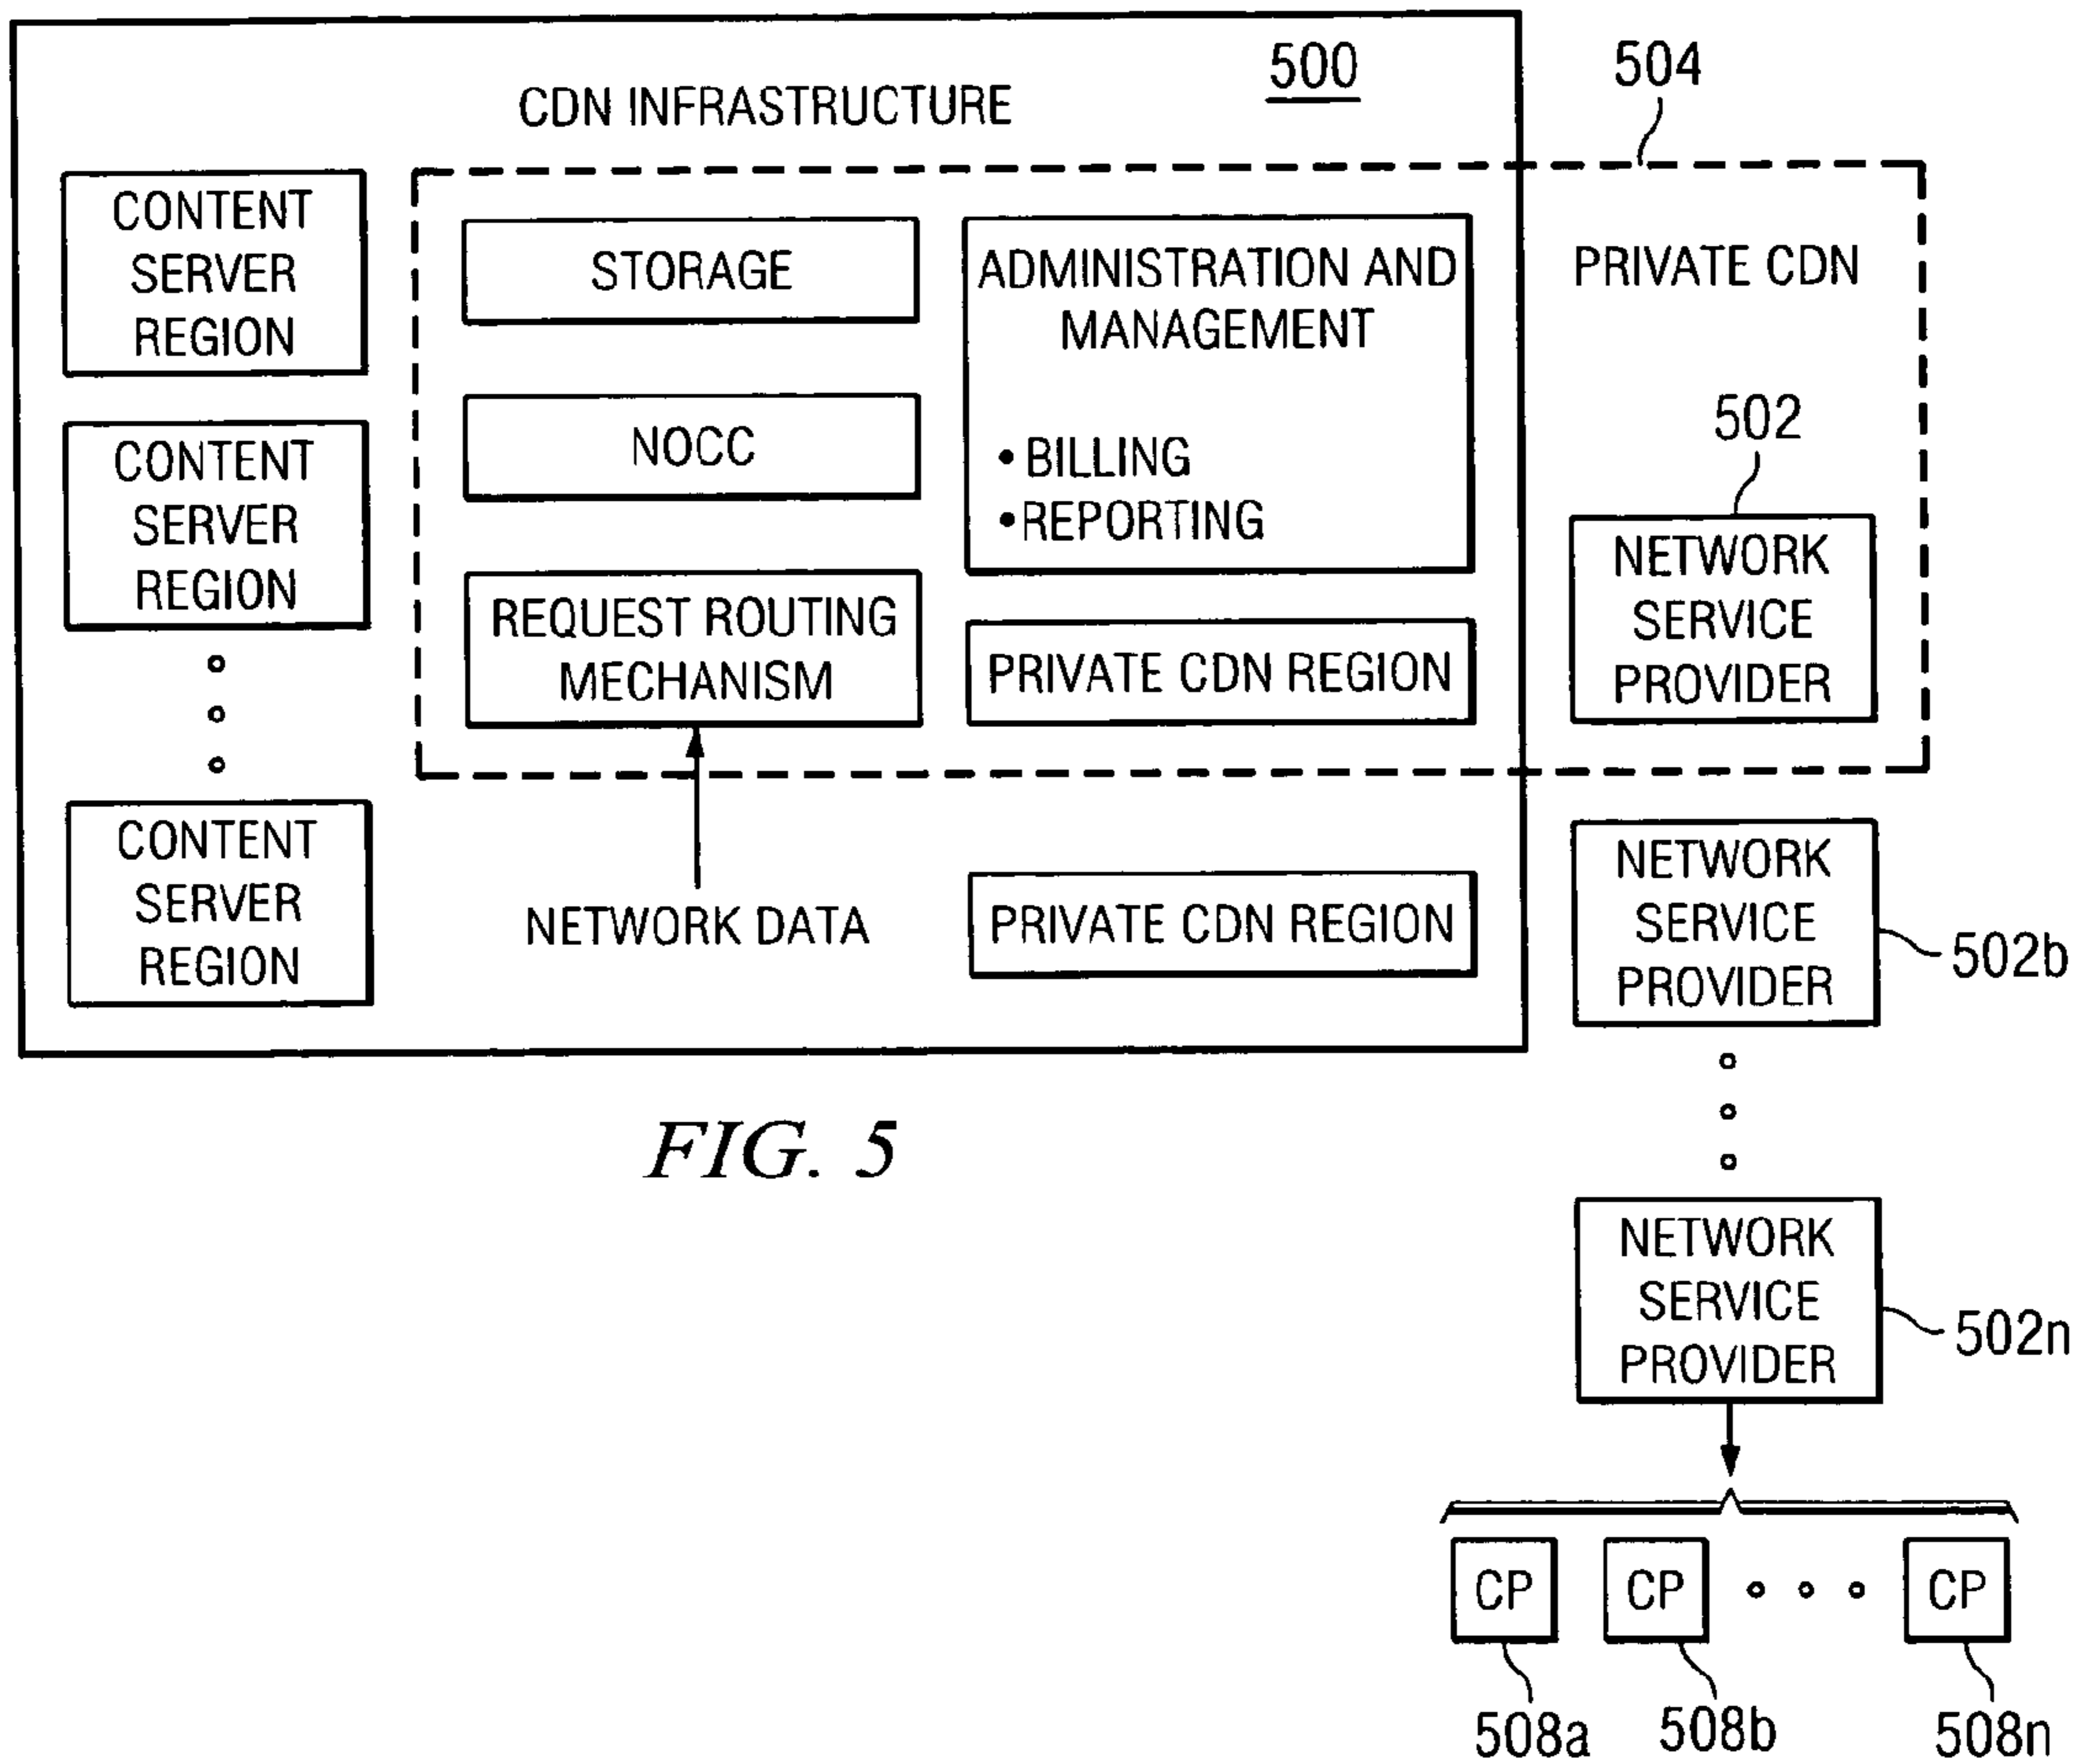 500
504
CDN INFRASTRUCTURE
CONTENT
SERVER
REGION
STORAGE
ADMINISTRATION AND
MANAGEMENT
• BILLING
• REPORTING
PRIVATE CDN
NOCC
502
CONTENT
SERVER
REGION
REQUEST ROUTING
MECHANISM
PRIVATE CDN REGION
NETWORK
SERVICE
PROVIDER
CONTENT
SERVER
REGION
NETWORK DATA
PRIVATE CDN REGION
NETWORK
SERVICE
PROVIDER
502b
FIG. 5
NETWORK
SERVICE
PROVIDER
502n
CP
CP
CP
508a
508b
508n